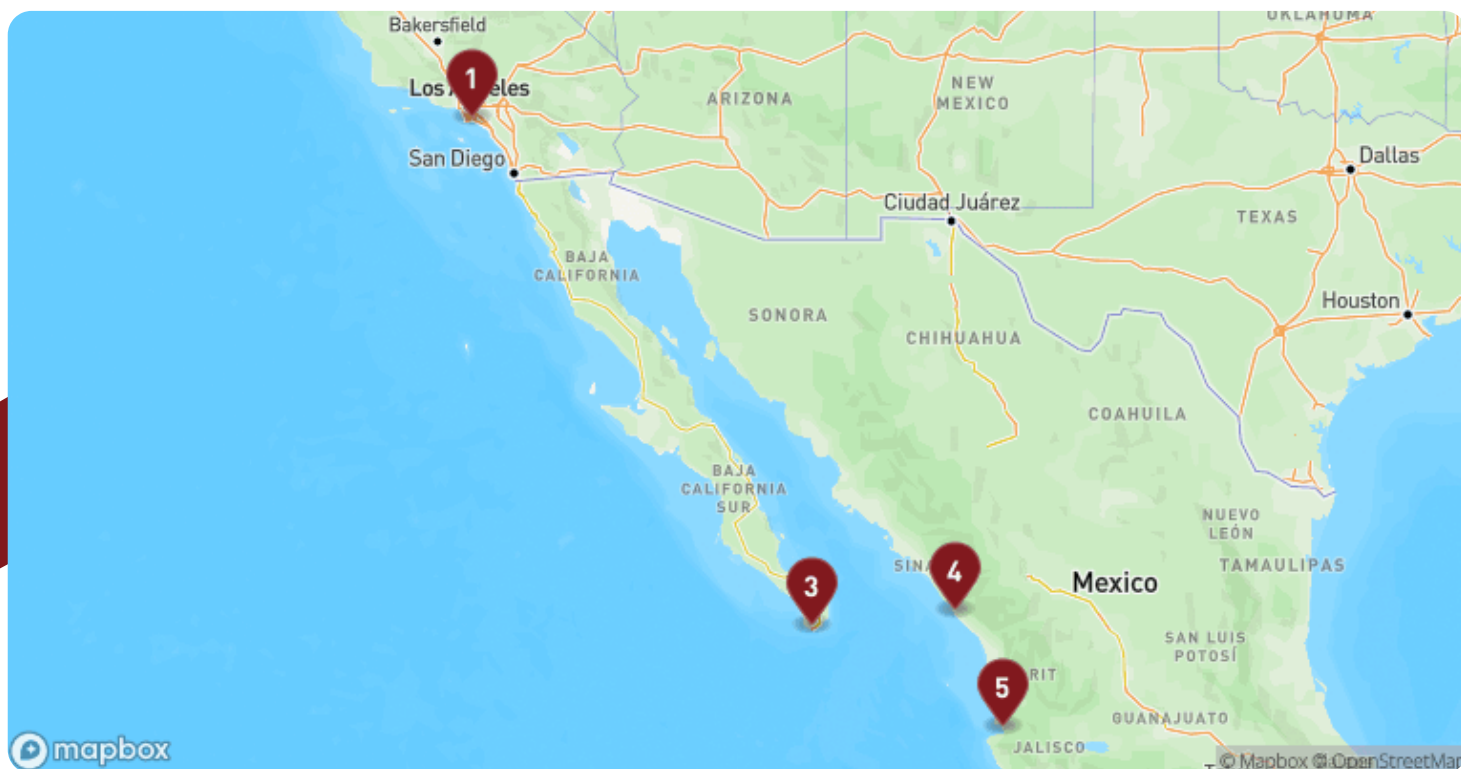 OKLAHOMA
Bakersfield
1
Los Angeles
NEW
MEXICO
ARIZONA
San Diego
Dallas
Ciudad Juárez
TEXAS
BAJA
CALIFORNIA
Houston
SONORA
CHIHUAHUA
COAHUILA
BAJA
CALIFORNIA
SUR
NUEVO
LEÓN
SINA
4
3
TAMAULIPAS
Mexico
SAN LUIS
POTOSÍ
5
RIT
GUANAJUATO
JALISCO
mapbox
© Mapbox © OpenStreetMap